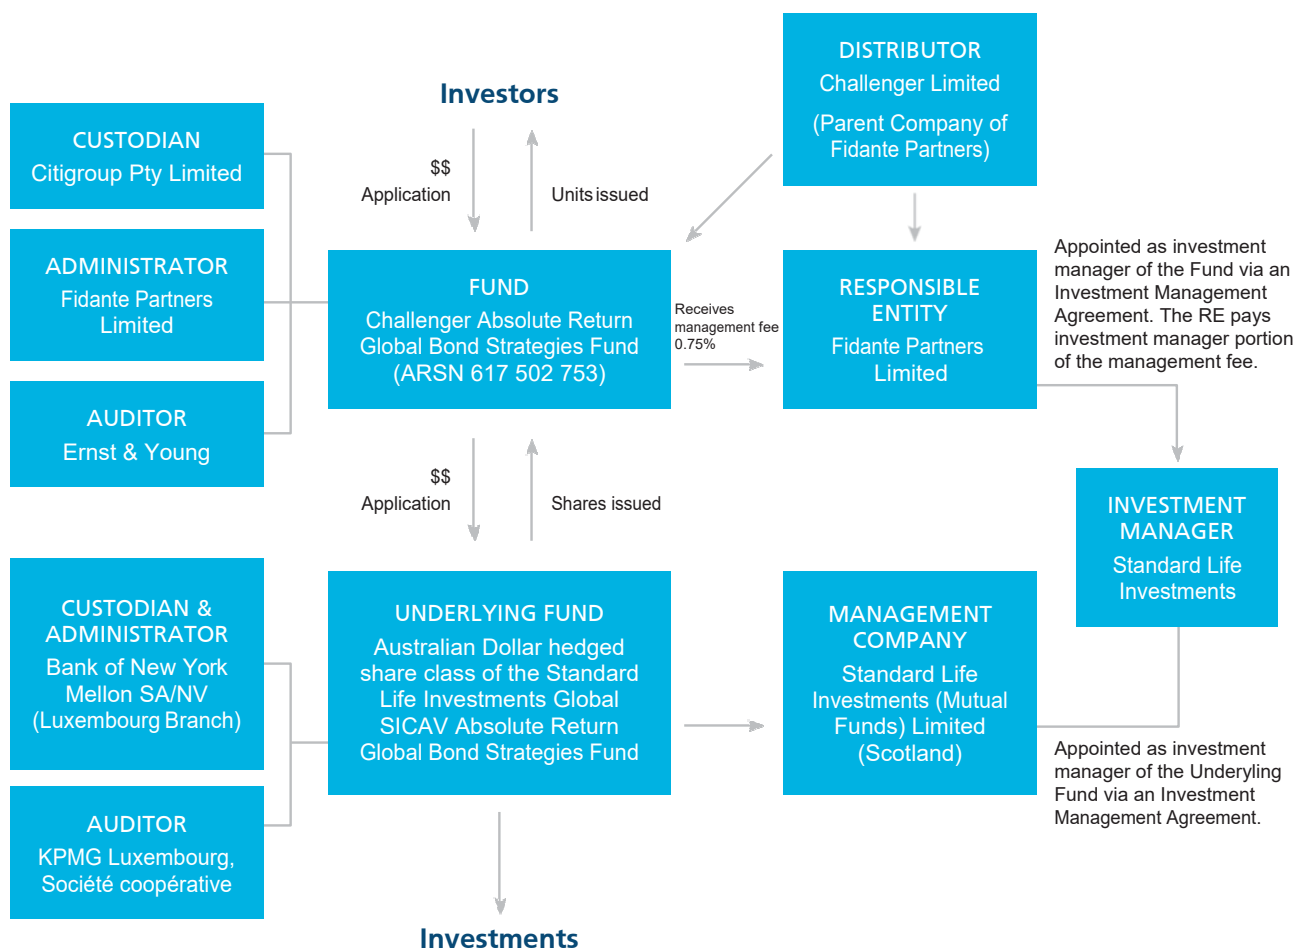 DISTRIBUTOR
Challenger Limited
(Parent Company of
Fidante Partners)
Investors
CUSTODIAN
Citigroup Pty Limited
$$
Application
Units issued
ADMINISTRATOR
Fidante Partners
Limited
FUND
Challenger Absolute Return
Global Bond Strategies Fund
(ARSN 617 502 753)
Receives
management fee
0.75%
RESPONSIBLE
ENTITY
Fidante Partners
Limited
Appointed as investment
manager of the Fund via an
Investment Management
Agreement. The RE pays
investment manager portion
of the management fee.
AUDITOR
Ernst & Young
$$
Application
Shares issued
INVESTMENT
MANAGER
Standard Life
Investments
CUSTODIAN &
ADMINISTRATOR
Bank of New York
Mellon SA/NV
(Luxembourg Branch)
UNDERLYING FUND
Australian Dollar hedged
share class of the Standard
Life Investments Global
SICAV Absolute Return
Global Bond Strategies Fund
MANAGEMENT
COMPANY
Standard Life
Investments (Mutual
Funds) Limited
(Scotland)
Appointed as investment
manager of the Underyling
Fund via an Investment
Management Agreement.
AUDITOR
KPMG Luxembourg,
Société coopérative
Investments